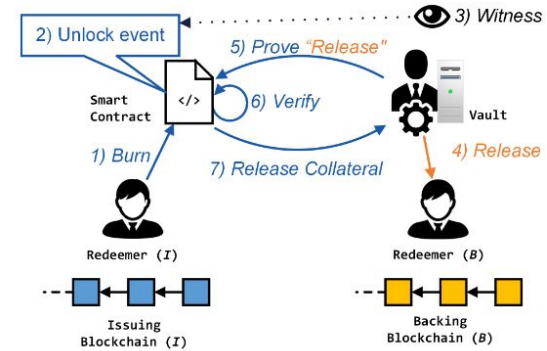 2) Unlock event
3) Witness
5) Prove "Release"
</>
Smart
Contract
6) Verify
Vault
1) Burn
7) Release Collateral
4) Release
Redeemer (I)
Redeemer (B)
Issuing
Blockchain (I)
Backing
Blockchain (B)